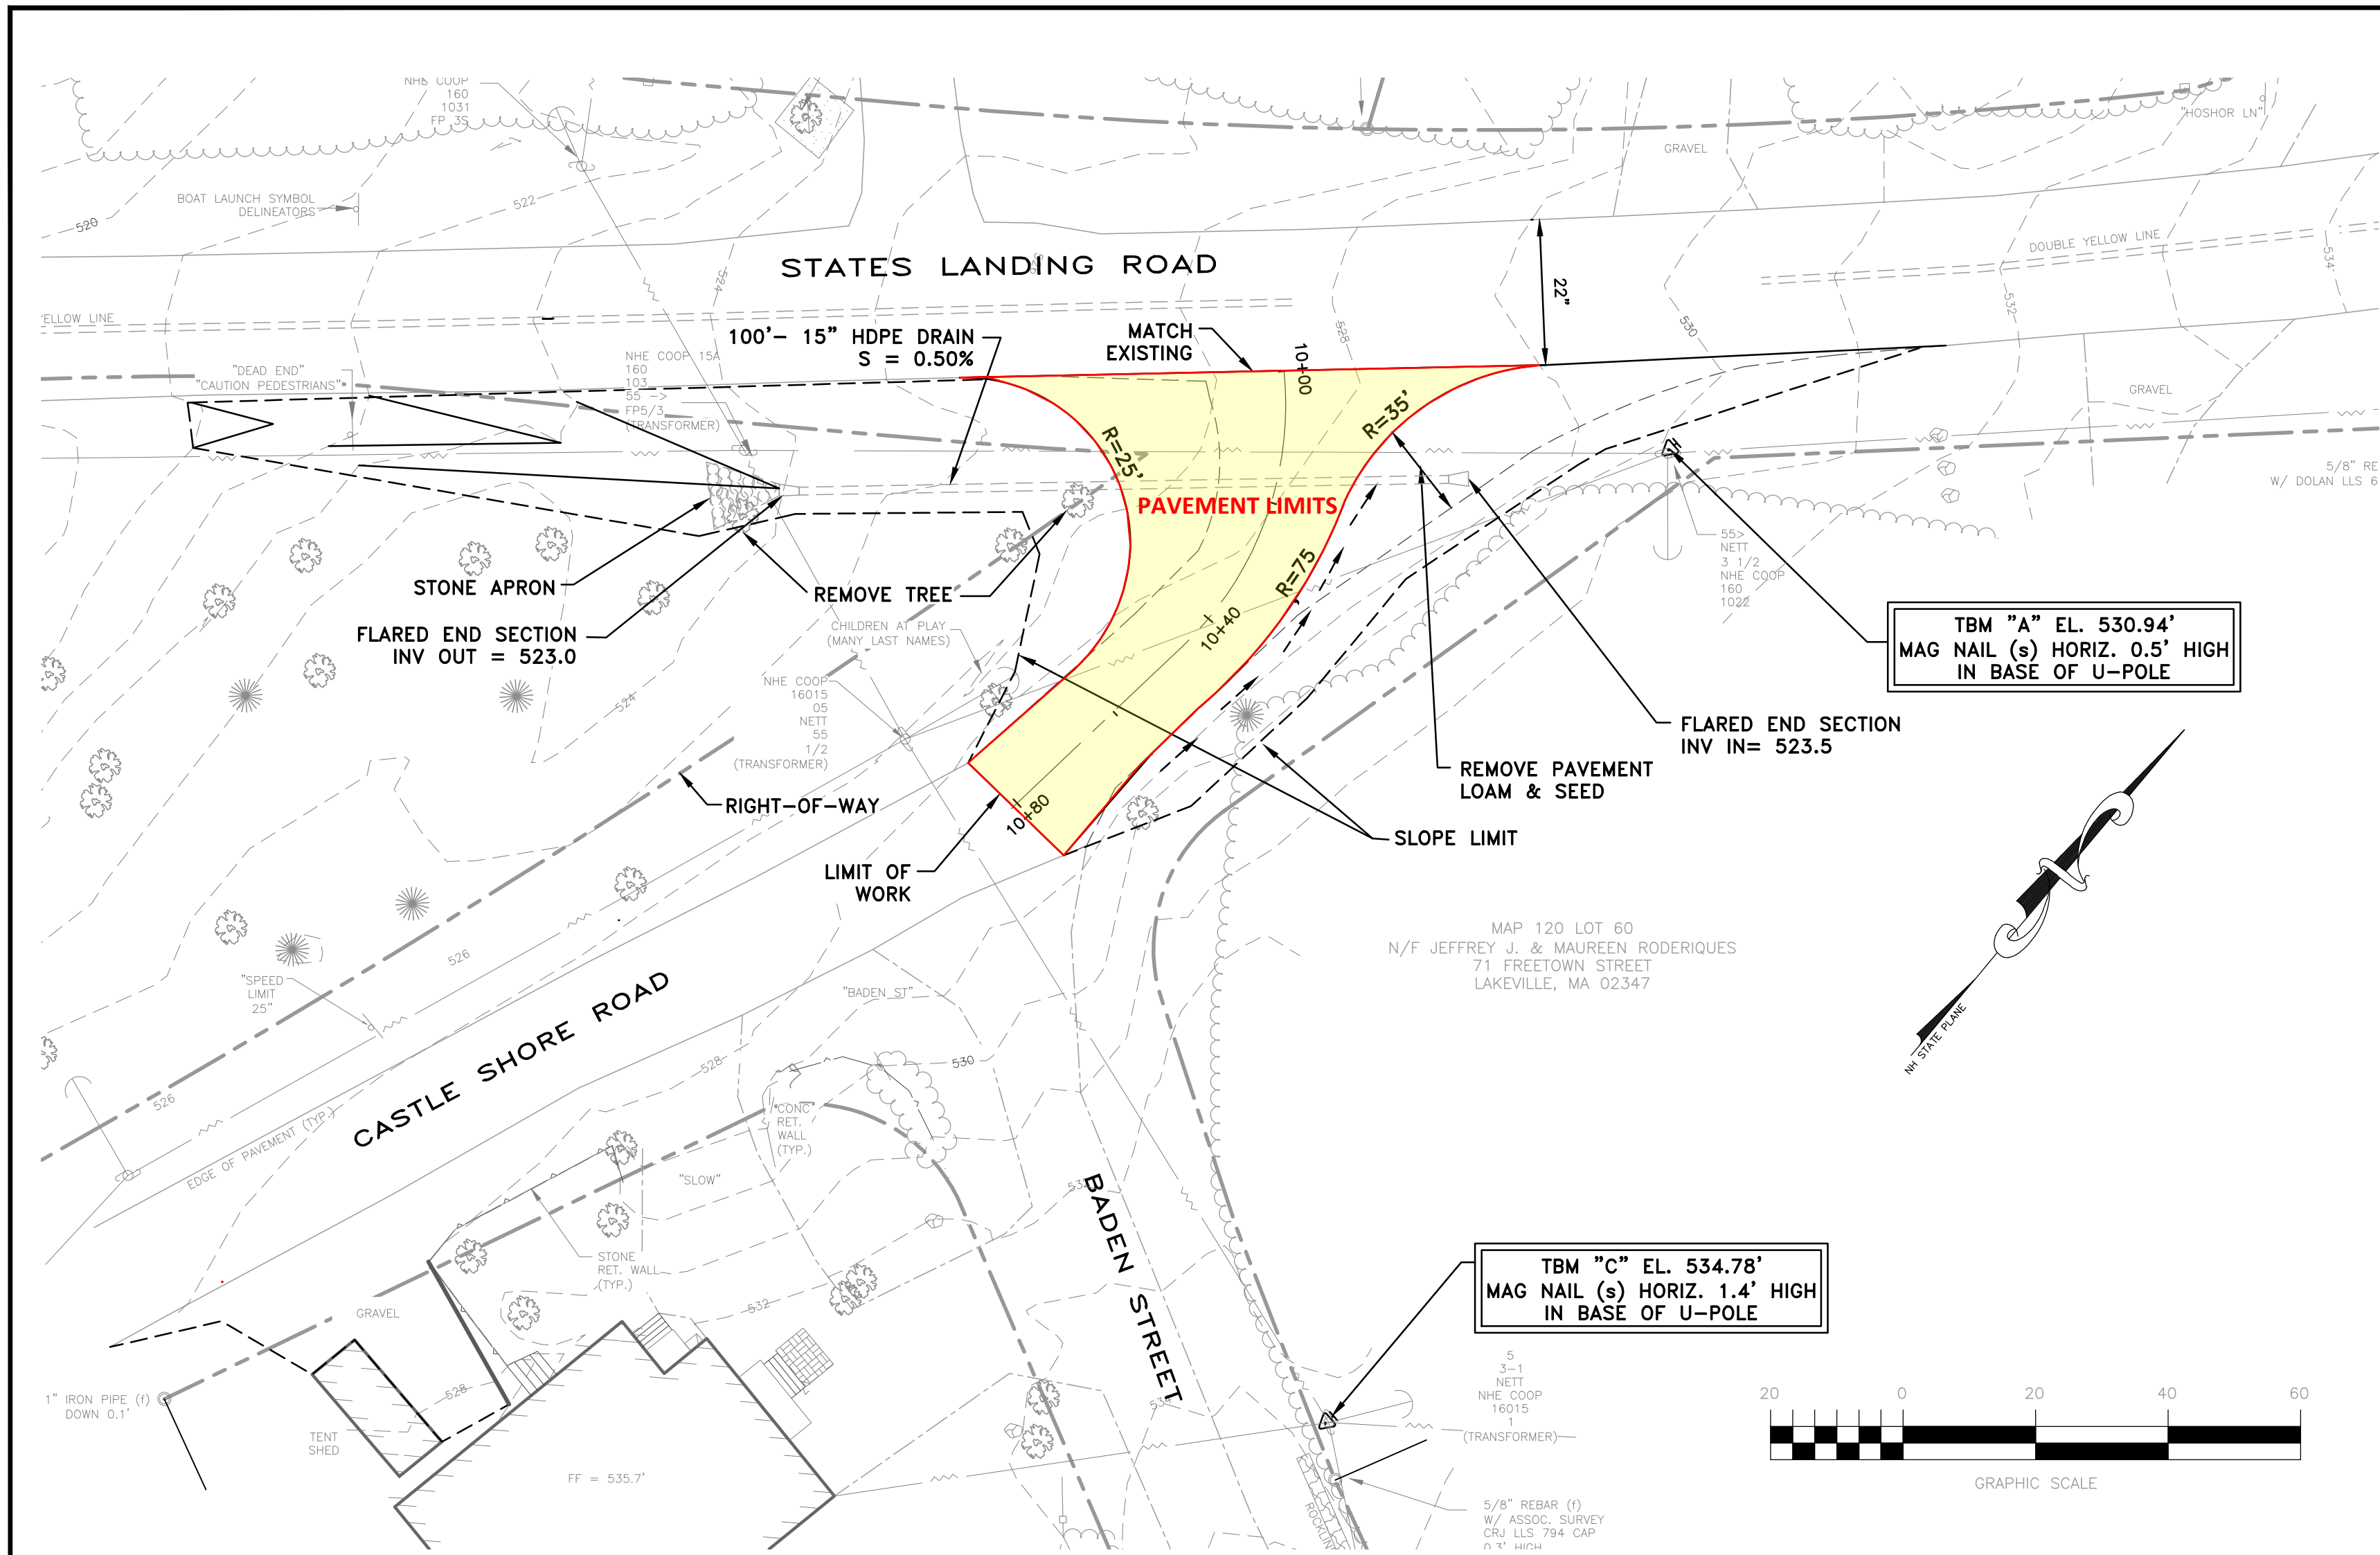 NHE COOP
160
1031
FP 3S
"HOSHOR LN"
GRAVEL
BOAT LAUNCH SYMBOL
DELINEATORS
520
522
524
526
528
530
532
534
DOUBLE YELLOW LINE
STATES LANDING ROAD
22"
YELLOW LINE
100'- 15" HDPE DRAIN
S = 0.50%
MATCH
EXISTING
10+00
NHE COOP 15A
160
103
55 ->
FP5/3
(TRANSFORMER)
"DEAD END"
"CAUTION PEDESTRIANS"
GRAVEL
R=25'
R=35'
5/8" RE
W/ DOLAN LLS 6
PAVEMENT LIMITS
55>
NETT
3 1/2
NHE COOP
160
1022
STONE APRON
REMOVE TREE
R=75'
FLARED END SECTION
INV OUT = 523.0
CHILDREN AT PLAY
(MANY LAST NAMES)
10+40
TBM "A" EL. 530.94'
MAG NAIL (s) HORIZ. 0.5' HIGH
IN BASE OF U-POLE
NHE COOP
16015
05
NETT
55
1/2
(TRANSFORMER)
524
FLARED END SECTION
INV IN= 523.5
REMOVE PAVEMENT
LOAM & SEED
RIGHT-OF-WAY
10+80
SLOPE LIMIT
LIMIT OF
WORK
MAP 120 LOT 60
N/F JEFFREY J. & MAUREEN RODERIQUES
71 FREETOWN STREET
LAKEVILLE, MA 02347
526
"SPEED
LIMIT
25"
"BADEN ST"
CASTLE SHORE ROAD
NH STATE PLANE
528
530
526
EDGE OF PAVEMENT (TYP.)
"CONC
RET.
WALL
(TYP.)
"SLOW"
532
BADEN STREET
STONE
RET. WALL
(TYP.)
TBM "C" EL. 534.78'
MAG NAIL (s) HORIZ. 1.4' HIGH
IN BASE OF U-POLE
GRAVEL
532
528
534
1" IRON PIPE (f)
DOWN 0.1'
TENT
SHED
FF = 535.7'
5
3-1
NETT
NHE COOP
16015
1
(TRANSFORMER)
20 0 20 40 60
GRAPHIC SCALE
5/8" REBAR (f)
W/ ASSOC. SURVEY
CRJ LLS 794 CAP
0.3' HIGH
ROCKLIN